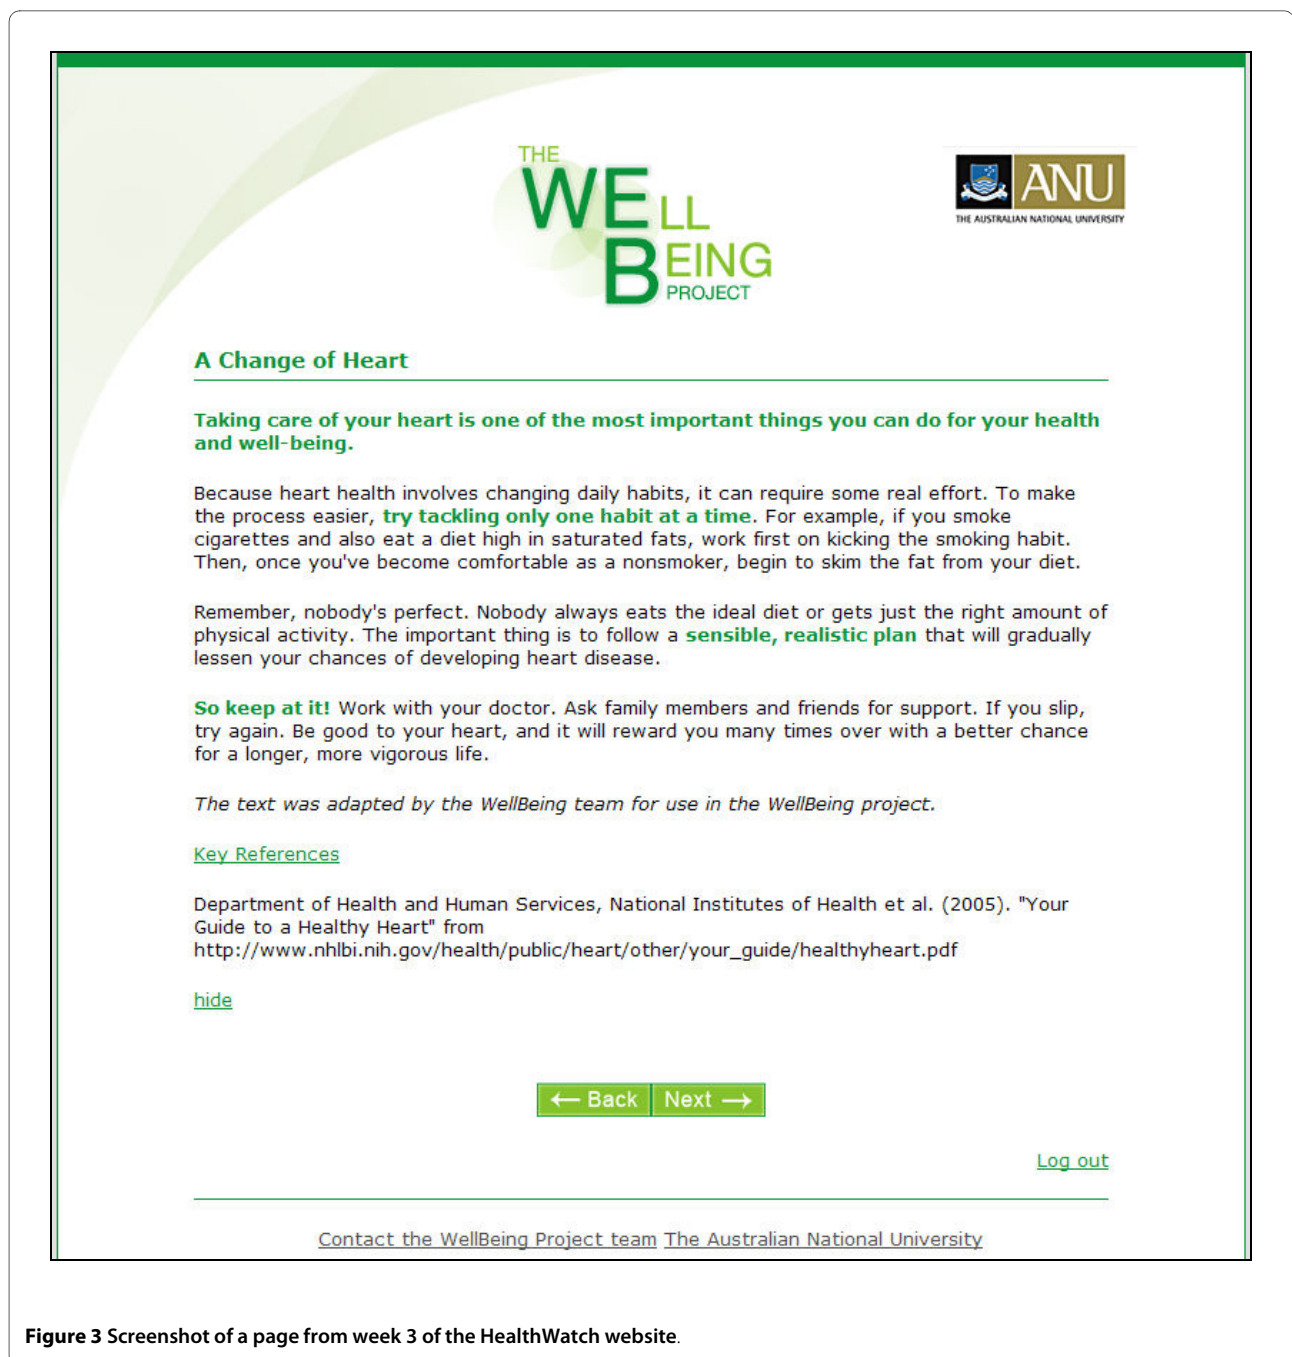 THE
WELL
BEING
PROJECT
ANU
THE AUSTRALIAN NATIONAL UNIVERSITY
A Change of Heart
Taking care of your heart is one of the most important things you can do for your health
and well-being.
Because heart health involves changing daily habits, it can require some real effort. To make
the process easier, try tackling only one habit at a time. For example, if you smoke
cigarettes and also eat a diet high in saturated fats, work first on kicking the smoking habit.
Then, once you've become comfortable as a nonsmoker, begin to skim the fat from your diet.
Remember, nobody's perfect. Nobody always eats the ideal diet or gets just the right amount of
physical activity. The important thing is to follow a sensible, realistic plan that will gradually
lessen your chances of developing heart disease.
So keep at it! Work with your doctor. Ask family members and friends for support. If you slip,
try again. Be good to your heart, and it will reward you many times over with a better chance
for a longer, more vigorous life.
The text was adapted by the WellBeing team for use in the WellBeing project.
Key References
Department of Health and Human Services, National Institutes of Health et al. (2005). "Your
Guide to a Healthy Heart" from
http://www.nhlbi.nih.gov/health/public/heart/other/your_guide/healthyheart.pdf
hide
← Back Next →
Log out
Contact the WellBeing Project team The Australian National University
Figure 3 Screenshot of a page from week 3 of the HealthWatch website.